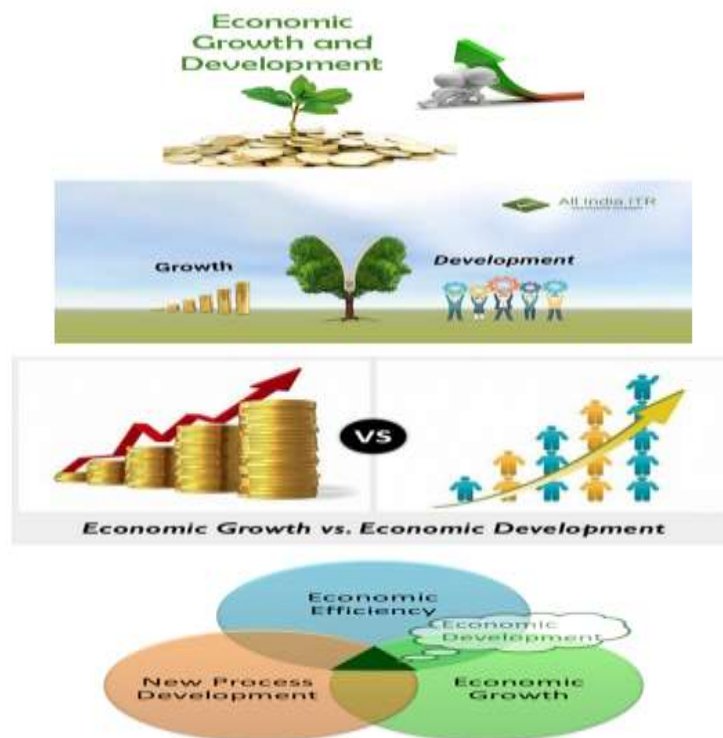 Economic
Growth and
Development
All India ITR
Growth
Development
VS
Economic Growth vs. Economic Development
Economic
Efficiency
Economic
Development
New Process
Development
Economic
Growth